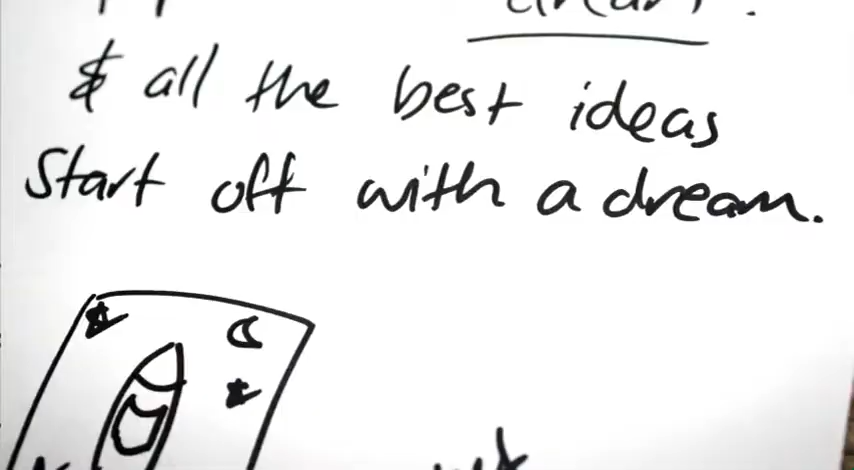 & all the best ideas
Start off with a dream.